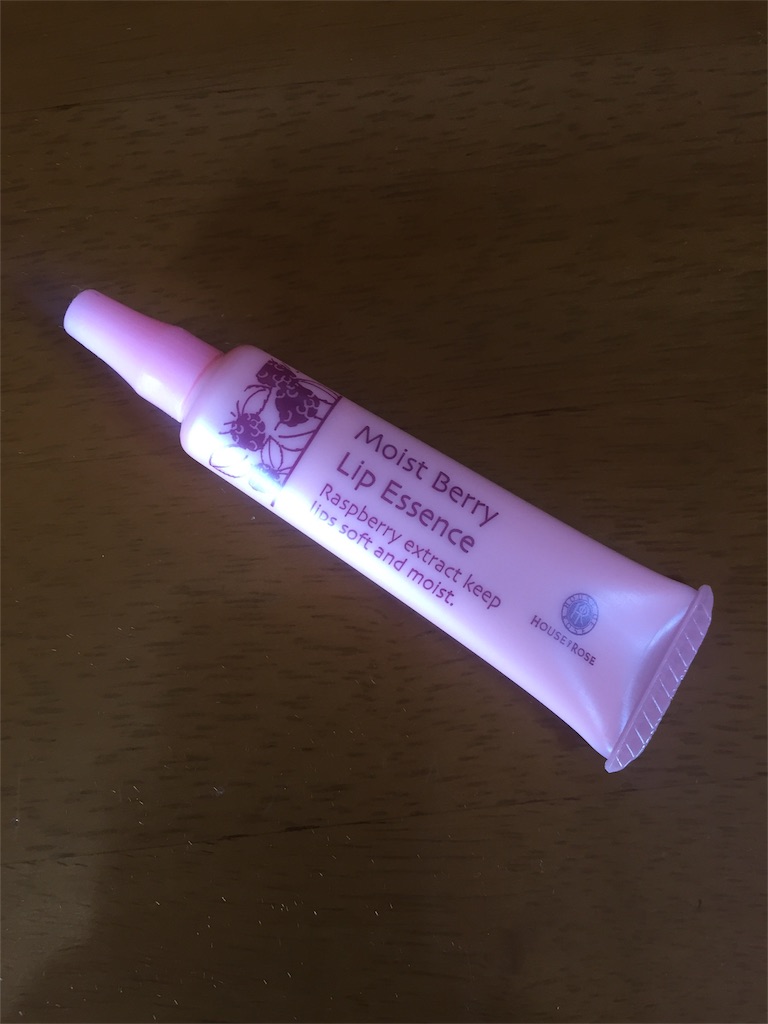 Moist Berry
Lip Essence
Raspberry extract keep
lips soft and moist.
HOUSE OF ROSE